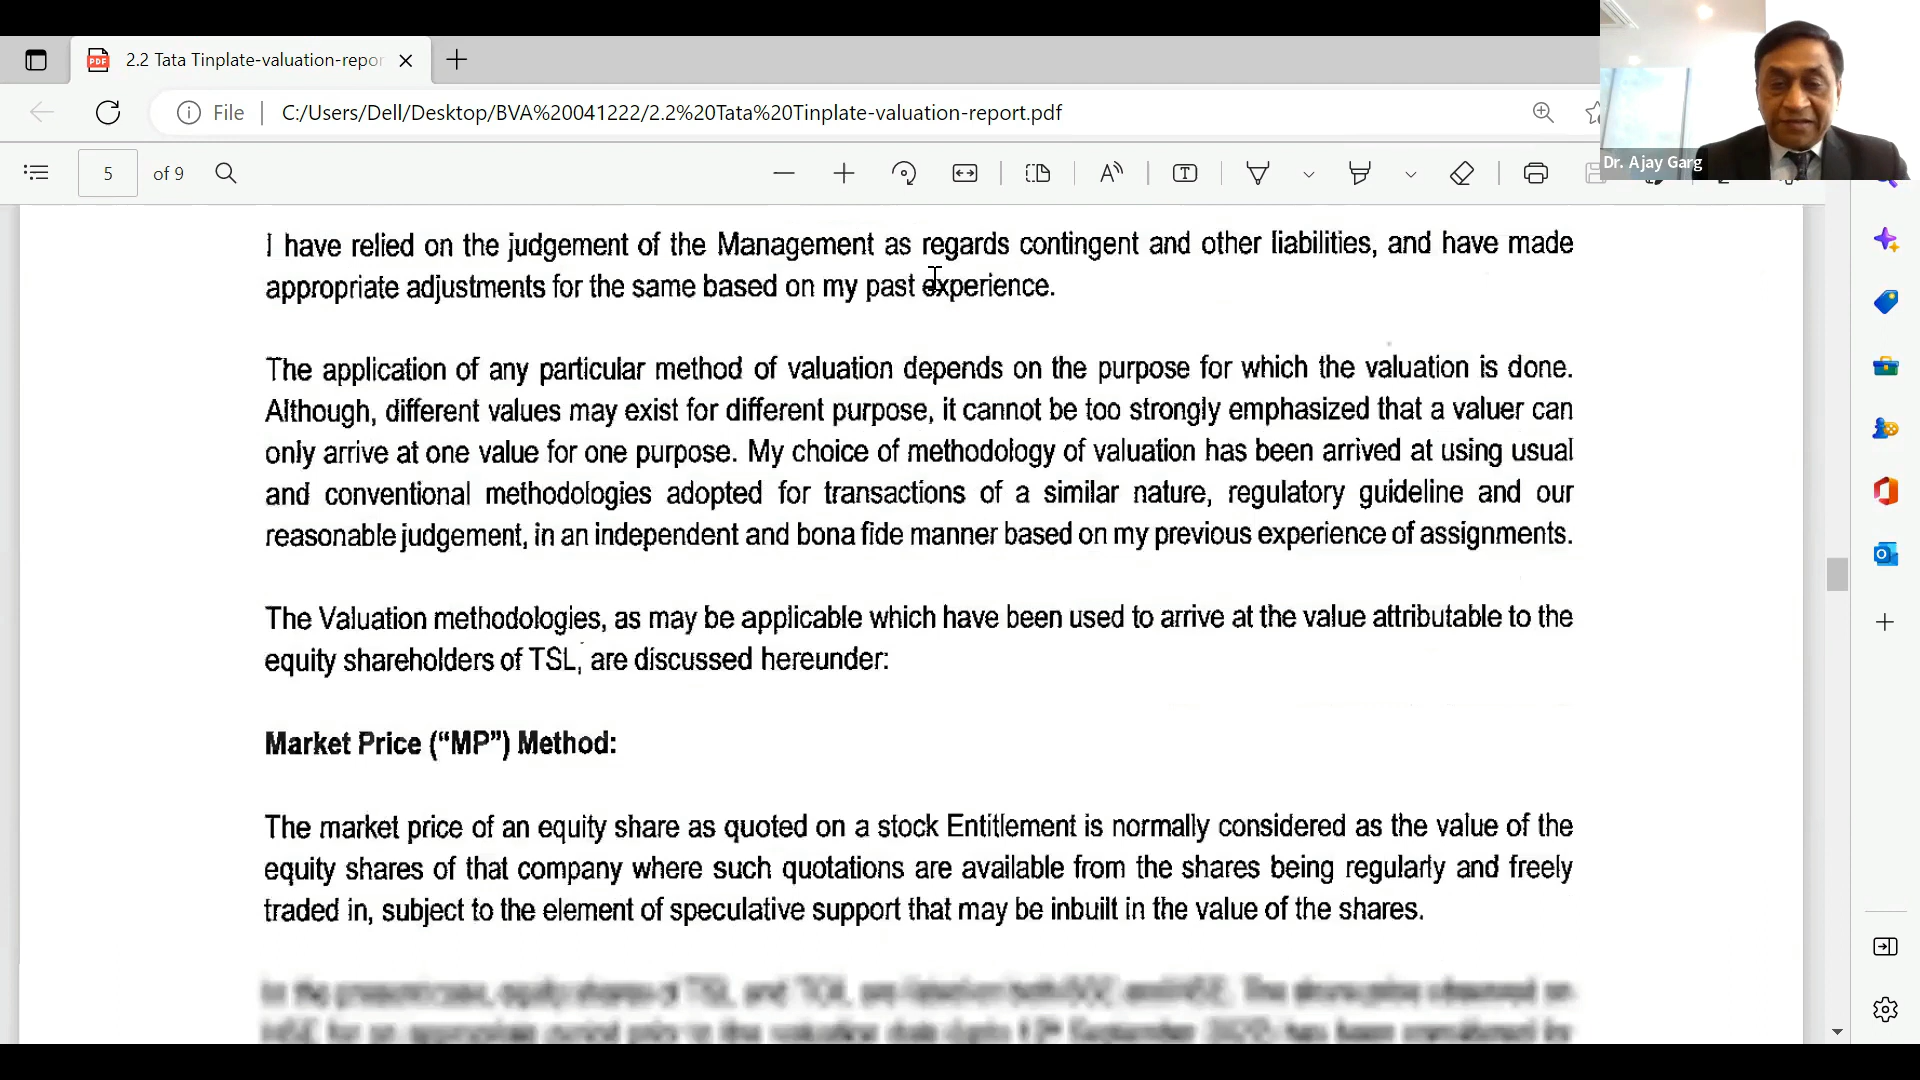 2.2 Tata Tinplate-valuation-repor
File
C:/Users/Dell/Desktop/BVA%20041222/2.2%20Tata%20Tinplate-valuation-report.pdf
Dr. Ajay Garg
5 of 9
I have relied on the judgement of the Management as regards contingent and other liabilities, and have made
appropriate adjustments for the same based on my past experience.
The application of any particular method of valuation depends on the purpose for which the valuation is done.
Although, different values may exist for different purpose, it cannot be too strongly emphasized that a valuer can
only arrive at one value for one purpose. My choice of methodology of valuation has been arrived at using usual
and conventional methodologies adopted for transactions of a similar nature, regulatory guideline and our
reasonable judgement, in an independent and bona fide manner based on my previous experience of assignments.
The Valuation methodologies, as may be applicable which have been used to arrive at the value attributable to the
equity shareholders of TSL, are discussed hereunder:
Market Price (“MP”) Method:
The market price of an equity share as quoted on a stock Entitlement is normally considered as the value of the
equity shares of that company where such quotations are available from the shares being regularly and freely
traded in, subject to the element of speculative support that may be inbuilt in the value of the shares.